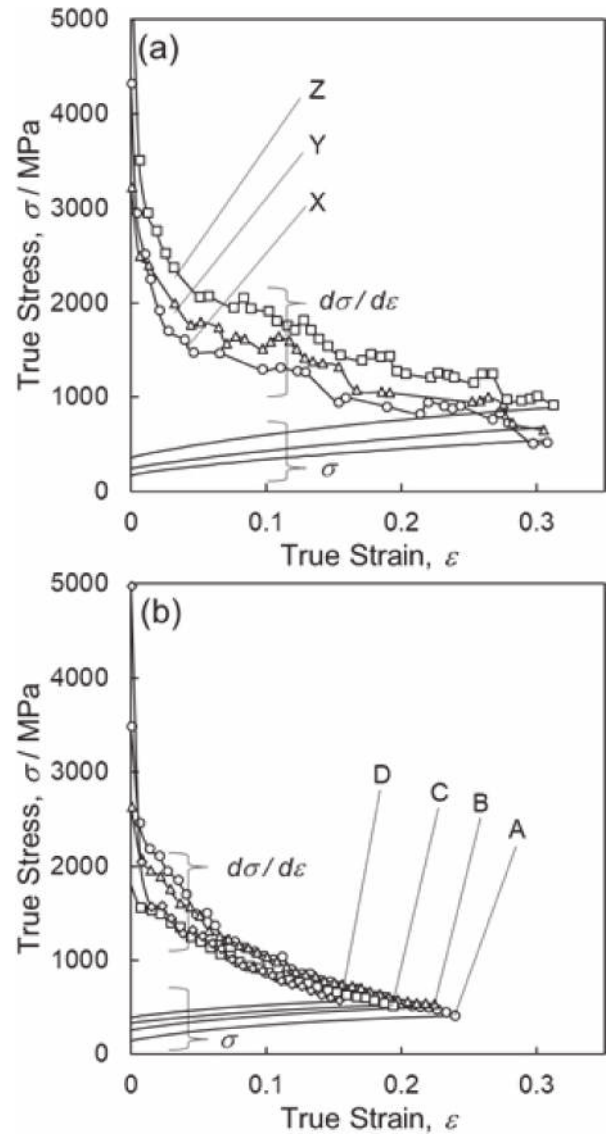 (a)
5000
4000
3000
2000
1000
0
True Stress, σ / MPa
Z
Y
X
dσ/dε
σ
0 0.1 0.2 0.3
True Strain, ε
(b)
5000
4000
3000
2000
1000
0
True Stress, σ / MPa
D
C
B
A
dσ/dε
σ
0 0.1 0.2 0.3
True Strain, ε